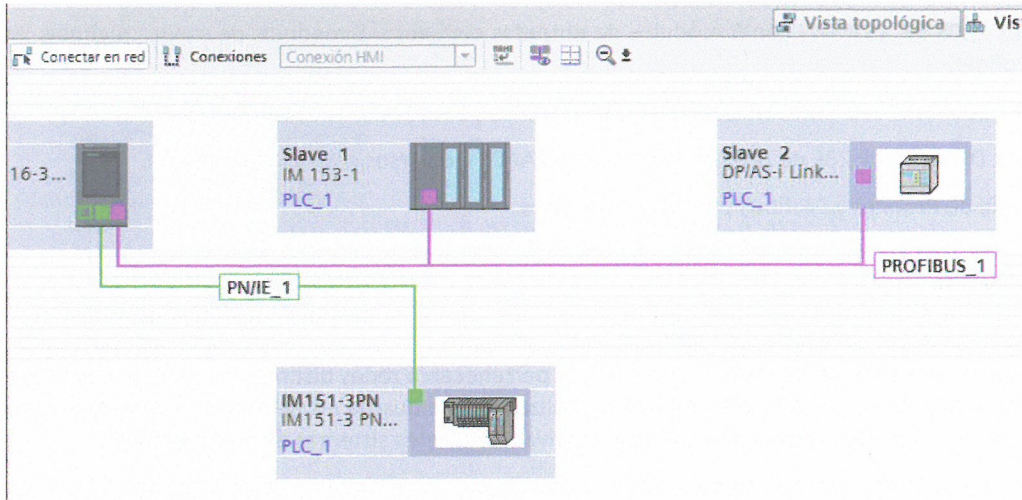 Vista topológica
Vis
Conectar en red
Conexiones
Conexión HMI
16-3...
Slave 1
IM 153-1
PLC_1
Slave 2
DP/AS-i Link...
PLC_1
PROFIBUS_1
PN/IE_1
IM151-3PN
IM151-3 PN...
PLC_1